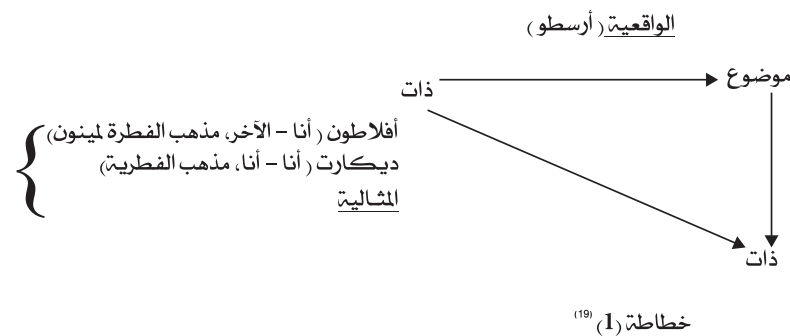 الواقعية (أرسطو)
موضوع
ذات
أفلاطون (أنا – الآخر، مذهب الفطرة لمينون)
ديكارت (أنا – أنا، مذهب الفطرية)
المثالية
ذات
خطاطة (1) (19)